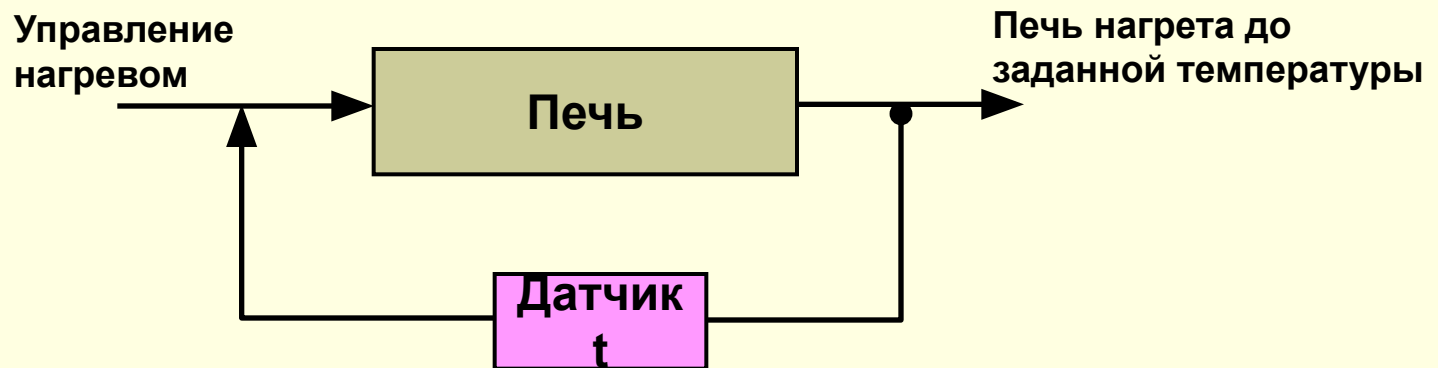 Управление
нагревом
Печь нагрета до
заданной температуры
Печь
Датчик
t